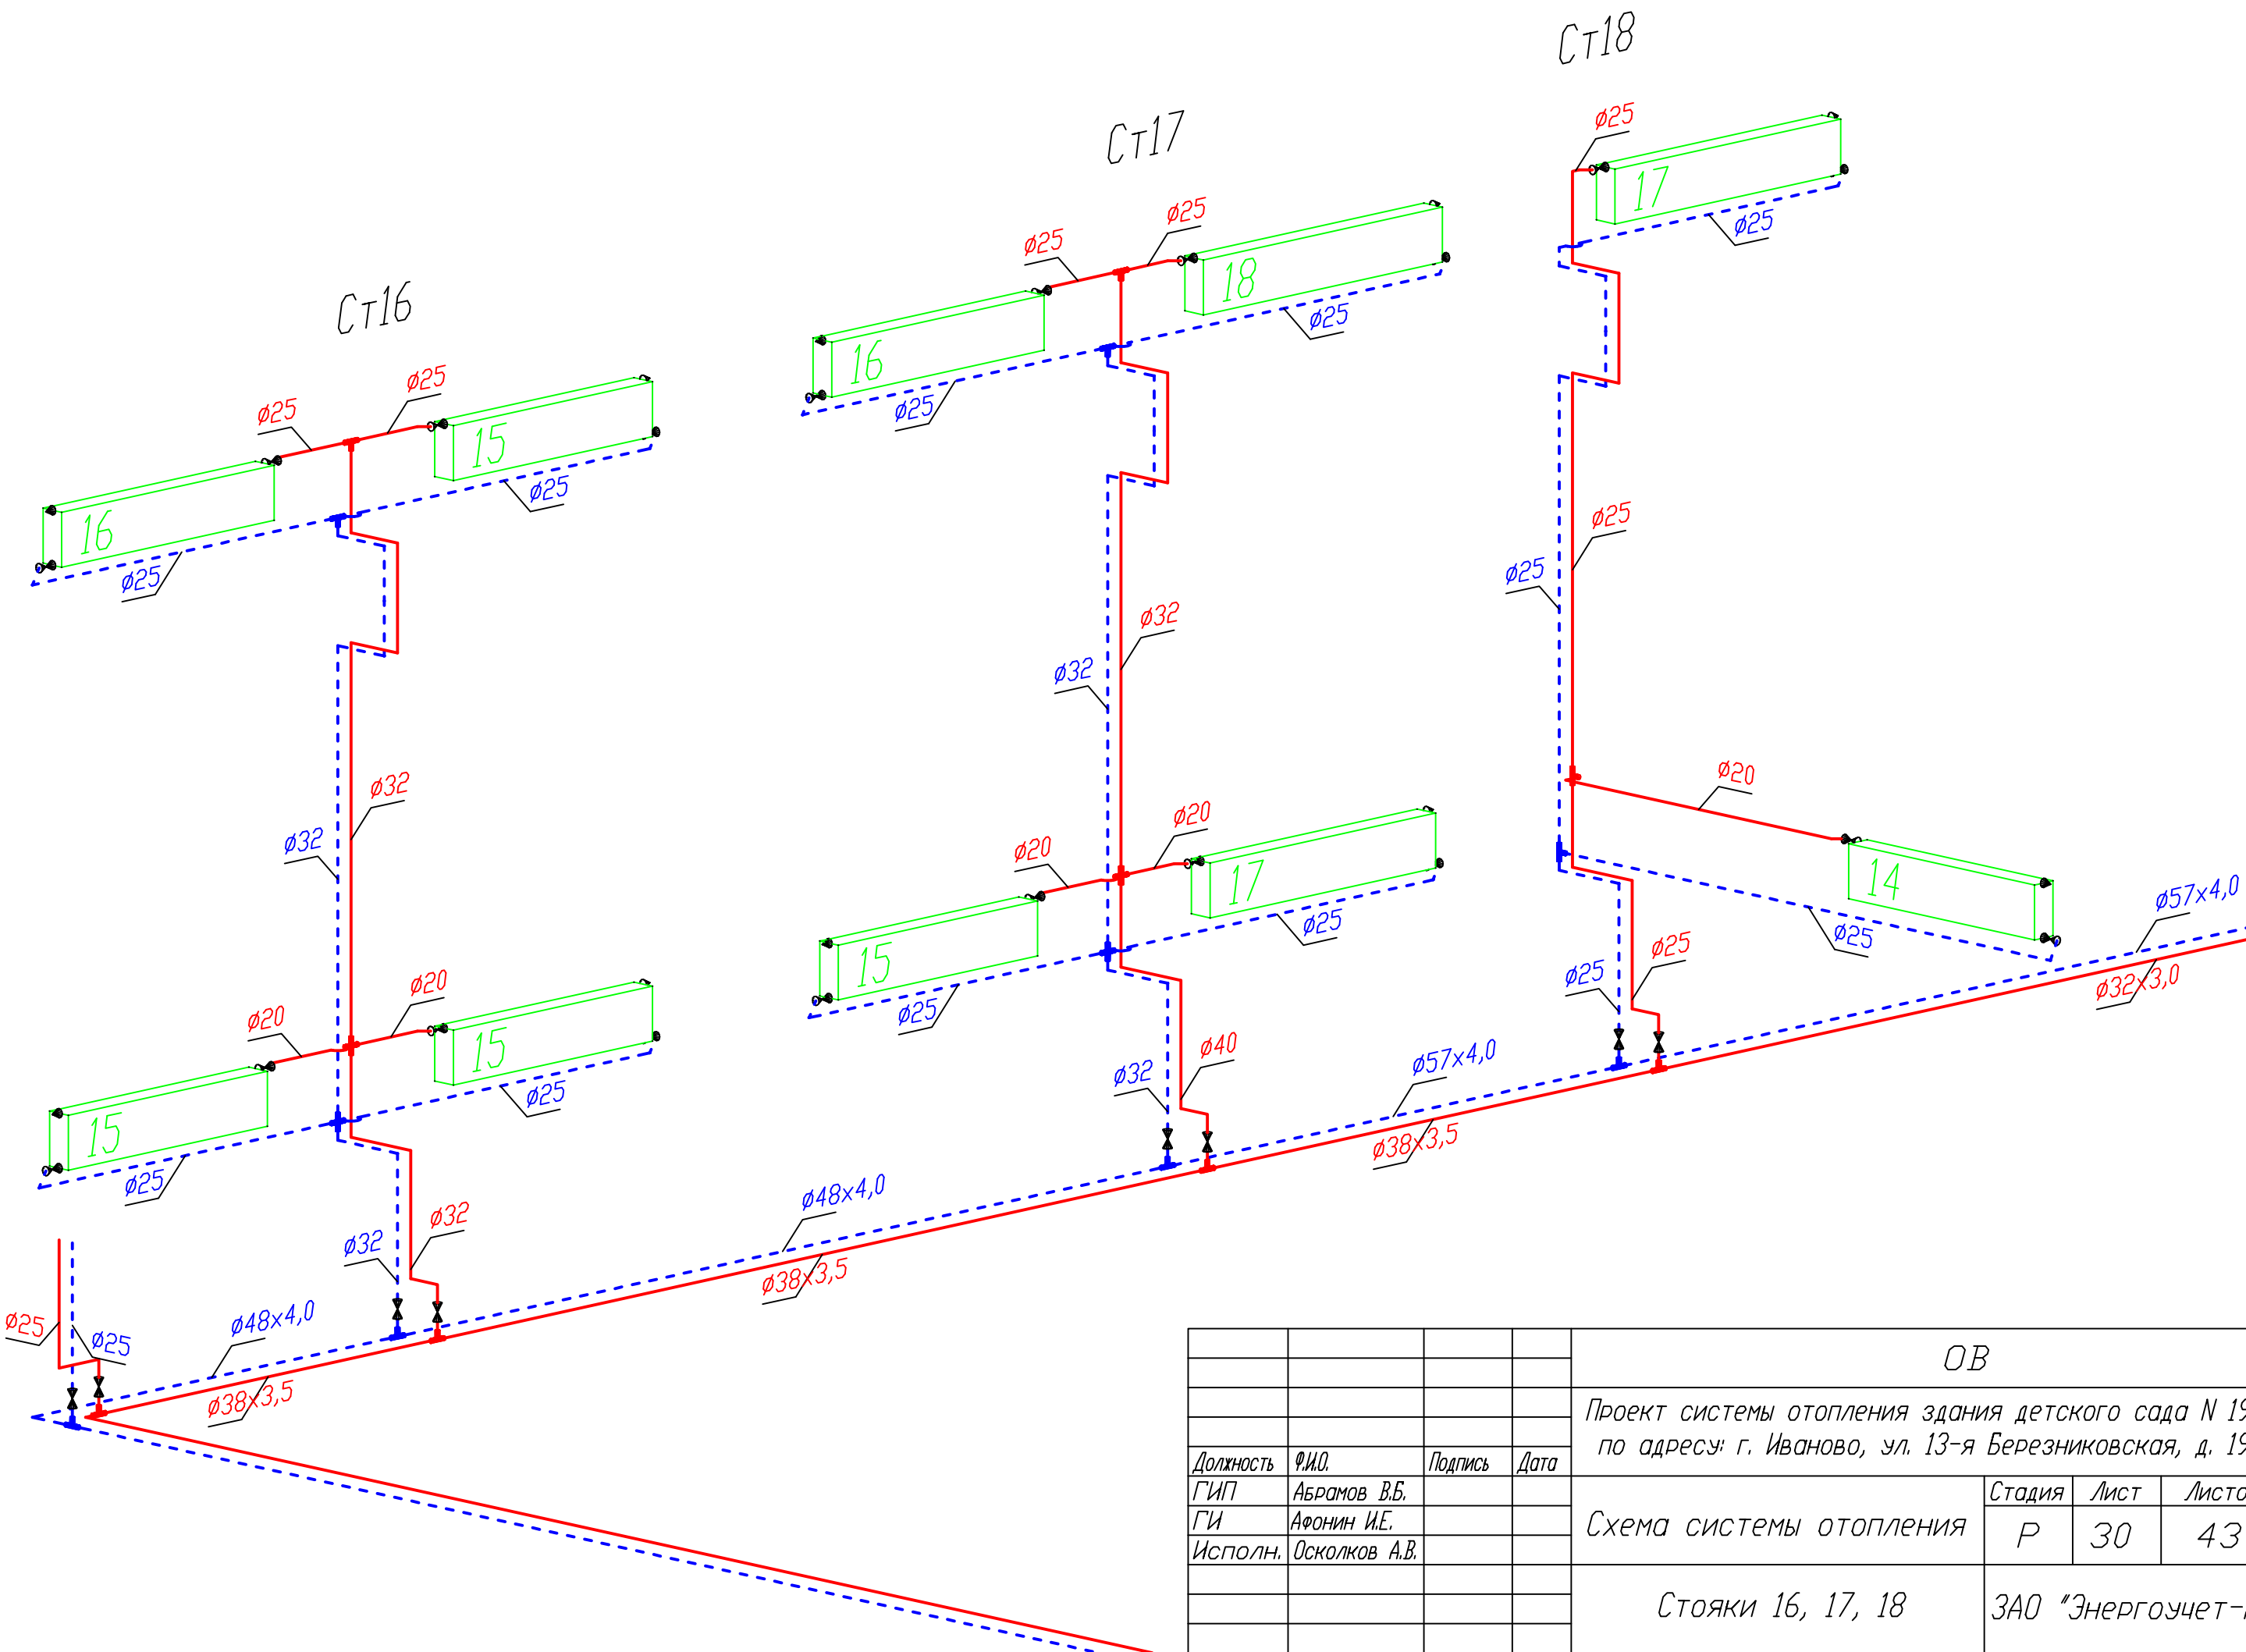 Ст18
Ø25
17
Ø25
Ст17
Ø25
Ø25
18
16
Ø25
Ø25
Ст16
Ø25
Ø25
15
16
Ø25
Ø25
Ø25
Ø25
Ø32
Ø32
Ø32
Ø32
Ø20
14
Ø25
Ø57x4,0
Ø32x3,0
Ø20
Ø20
17
15
Ø25
Ø25
Ø25
Ø25
Ø20
Ø20
15
15
Ø25
Ø25
Ø40
Ø32
Ø57x4,0
Ø38x3,5
Ø48x4,0
Ø38x3,5
Ø32
Ø32
Ø25
Ø25
Ø48x4,0
Ø38x3,5
ОВ
Проект системы отопления здания детского сада N 19
по адресу: г. Иваново, ул. 13-я Березниковская, д. 19
Должность Ф.И.О. Подпись Дата
ГИП Абрамов В.Б.
ГИ Афонин И.Е.
Исполн. Осколков А.В.
Схема системы отопления
Стадия Лист Листо
Р 30 43
Стояки 16, 17, 18
ЗАО "Энергоучет-